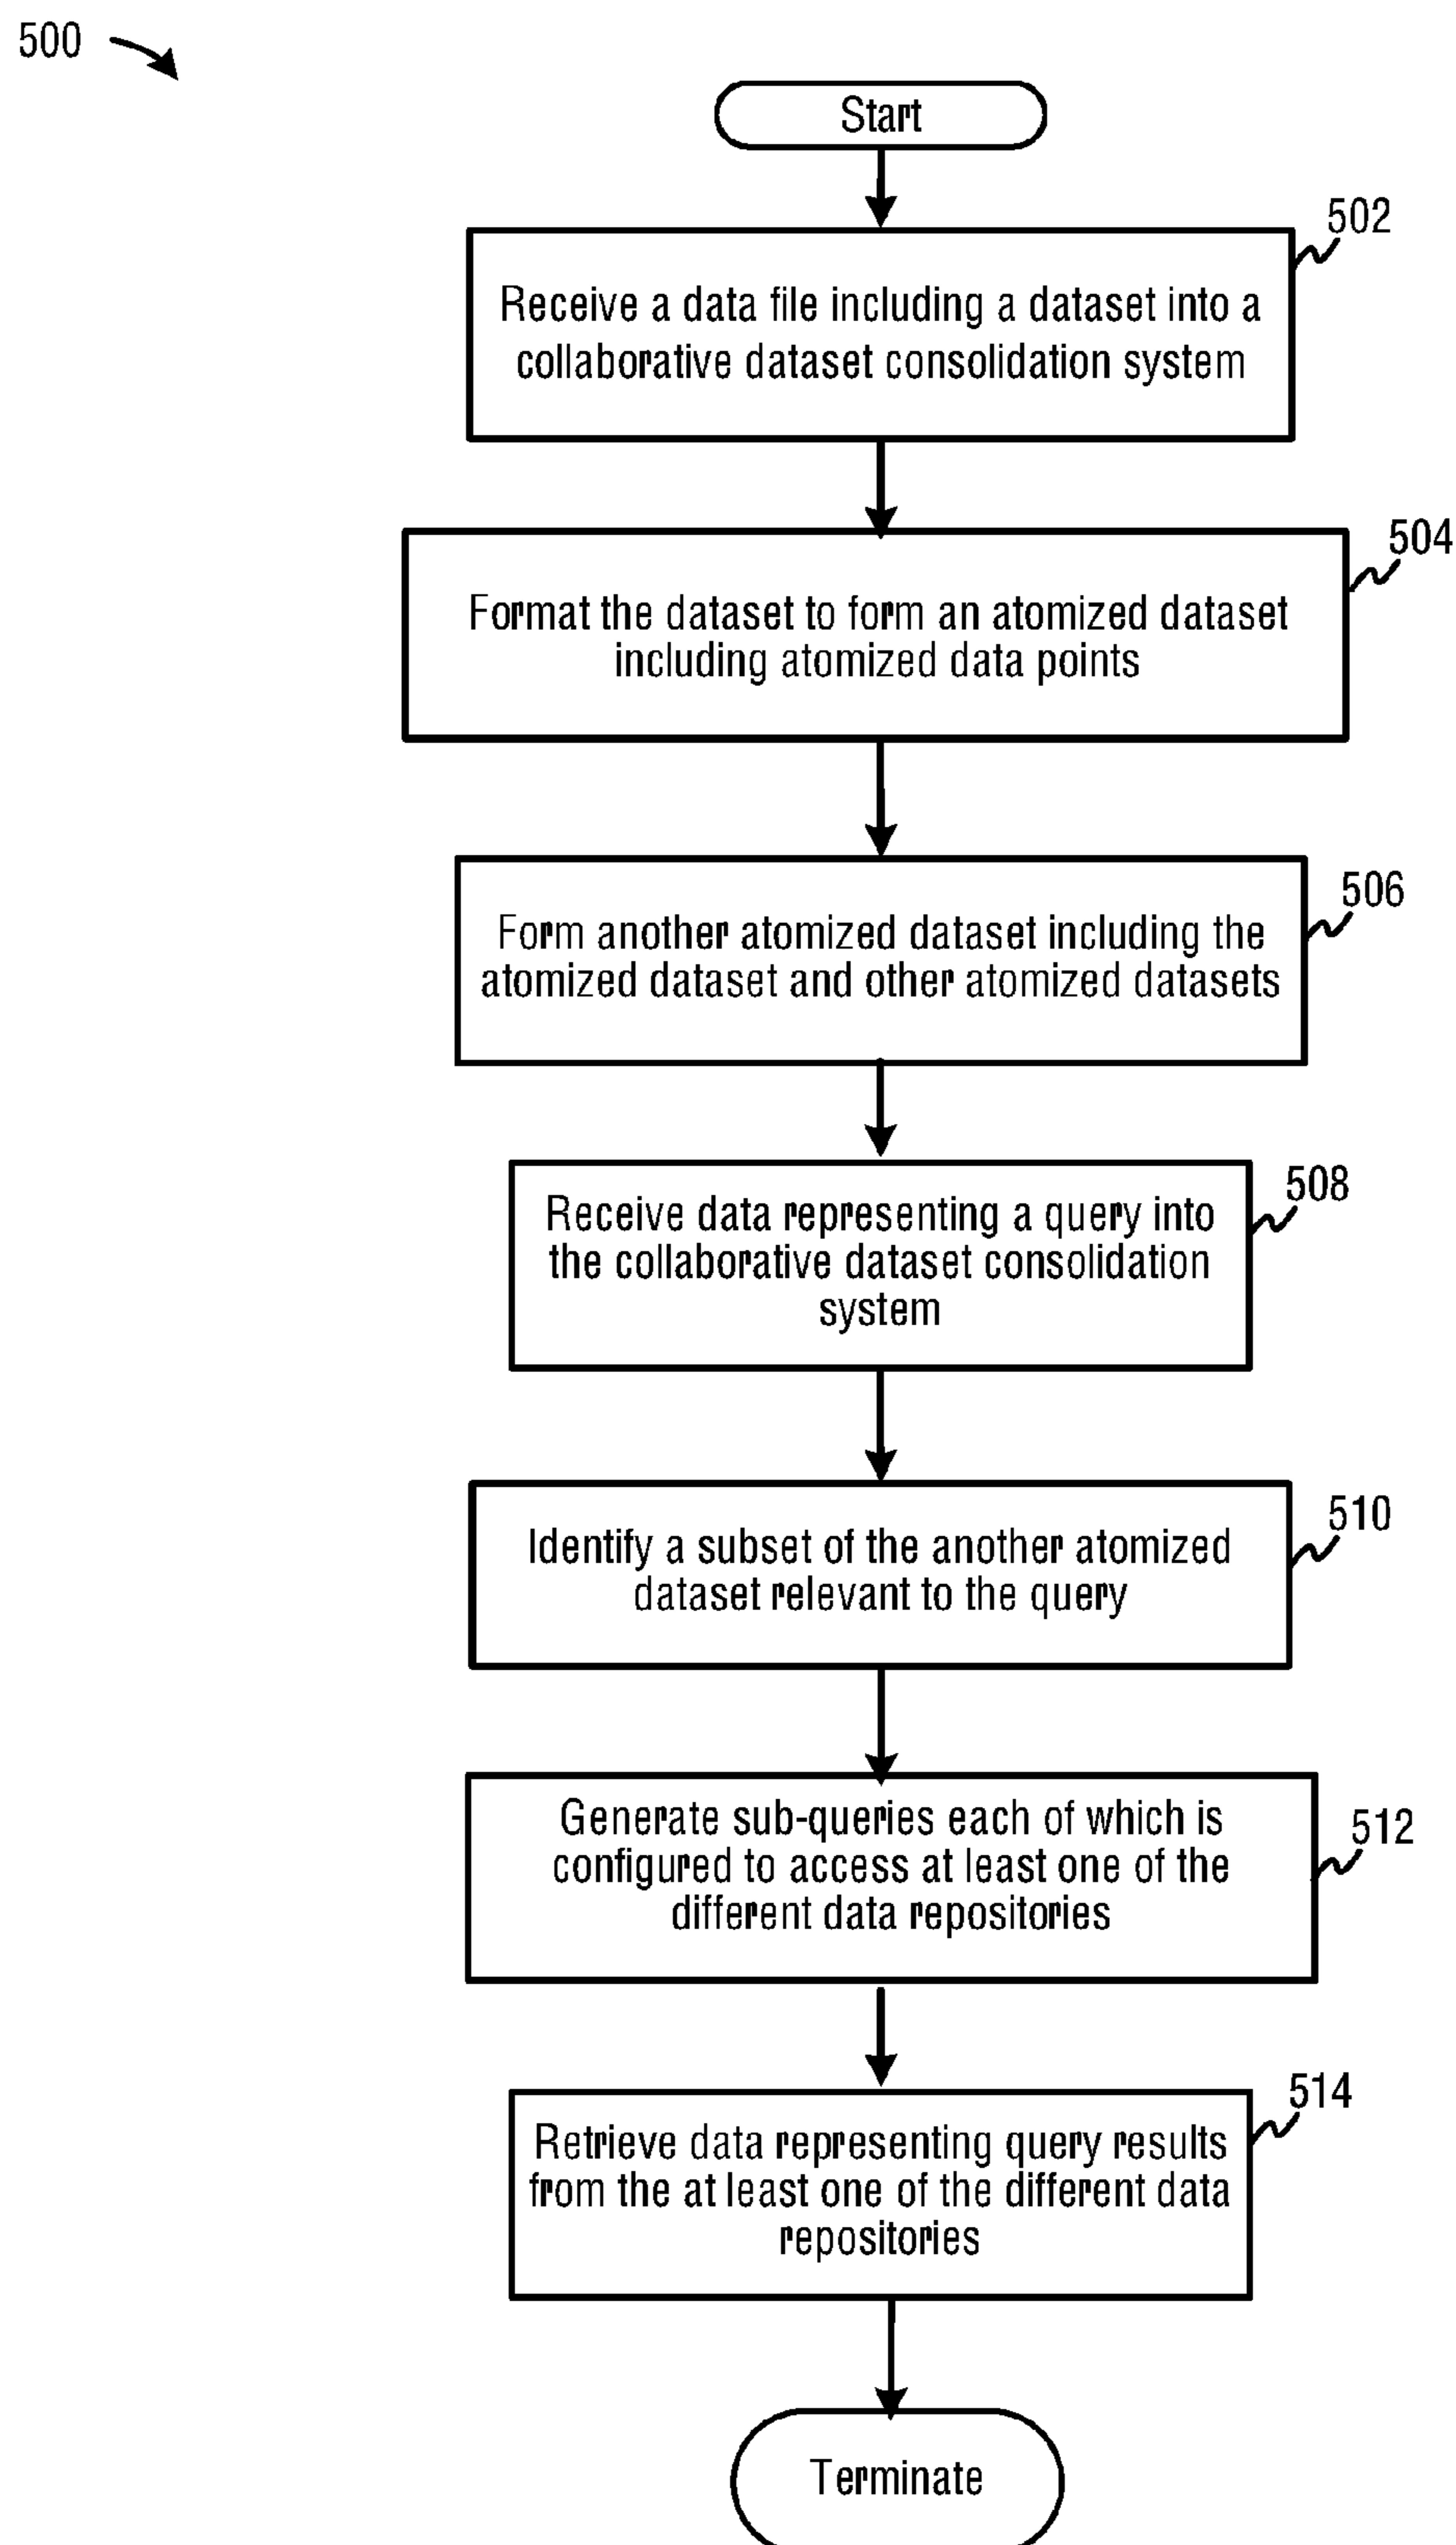 500
Start
502
Receive a data file including a dataset into a
collaborative dataset consolidation system
504
Format the dataset to form an atomized dataset
including atomized data points
506
Form another atomized dataset including the
atomized dataset and other atomized datasets
508
Receive data representing a query into
the collaborative dataset consolidation
system
510
Identify a subset of the another atomized
dataset relevant to the query
512
Generate sub-queries each of which is
configured to access at least one of the
different data repositories
514
Retrieve data representing query results
from the at least one of the different data
repositories
Terminate